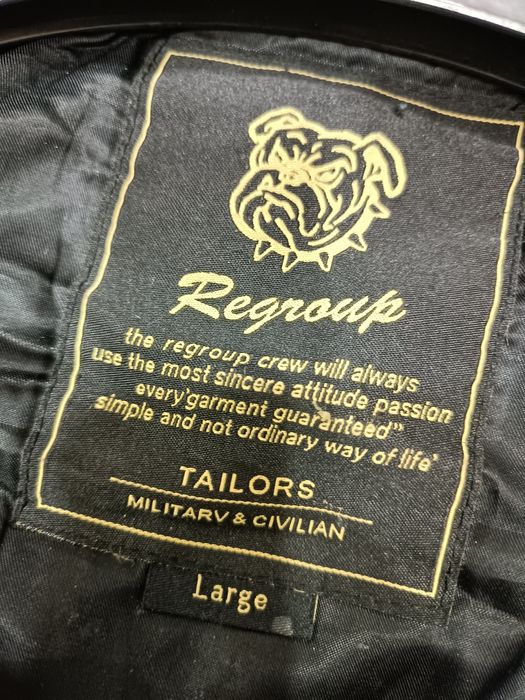 Regroup
the regroup crew will always
use the most sincere attitude passion
every'garment guaranteed"
simple and not ordinary way of life'
TAILORS
MILITARV & CIVILIAN
Large